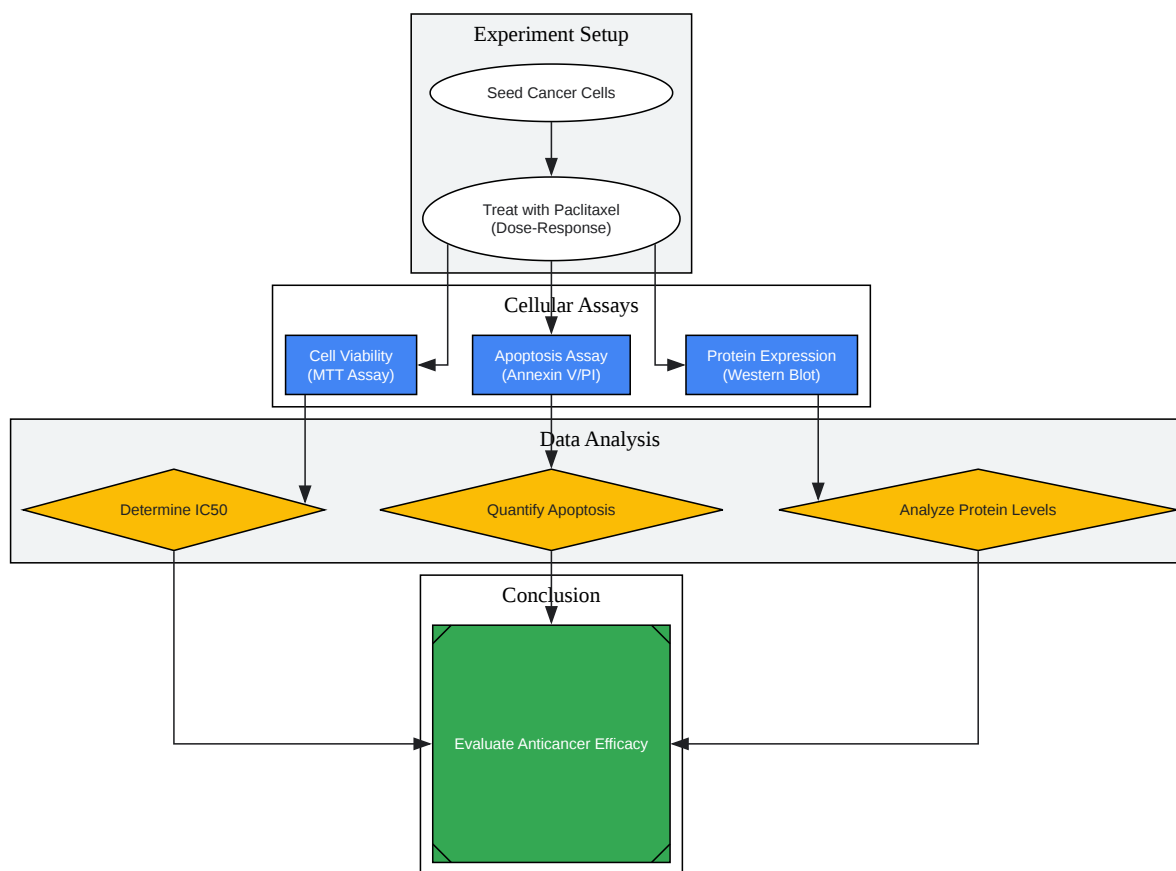 Experiment Setup
Seed Cancer Cells
Treat with Paclitaxel
(Dose-Response)
Cellular Assays
Cell Viability
(MTT Assay)
Apoptosis Assay
(Annexin V/PI)
Protein Expression
(Western Blot)
Data Analysis
Determine IC50
Quantify Apoptosis
Analyze Protein Levels
Conclusion
Evaluate Anticancer Efficacy